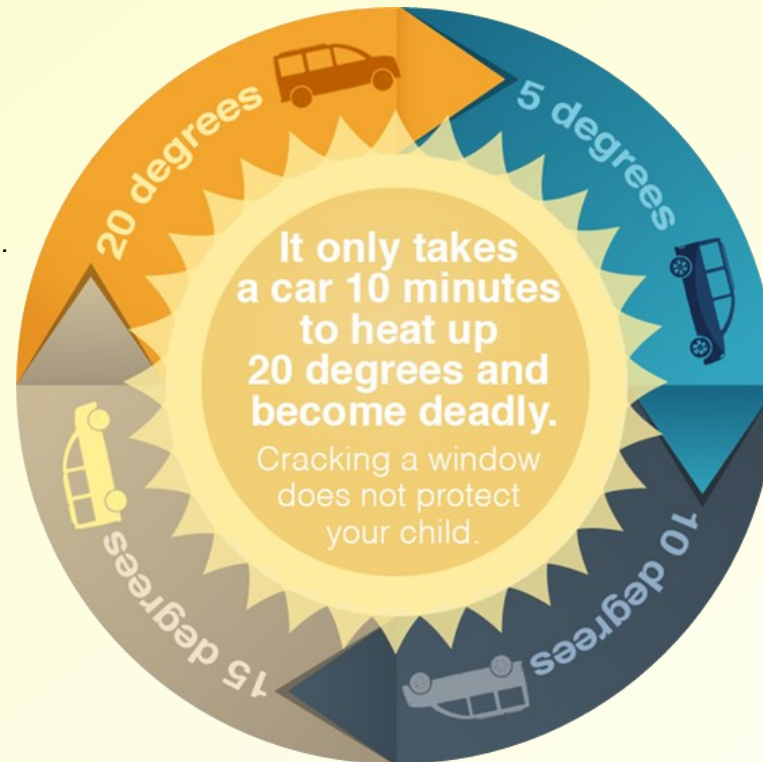 It only takes
a car 10 minutes
to heat up
20 degrees and
become deadly.
Cracking a window
does not protect
your child.
5 degrees
10 degrees
15 degrees
20 degrees
.